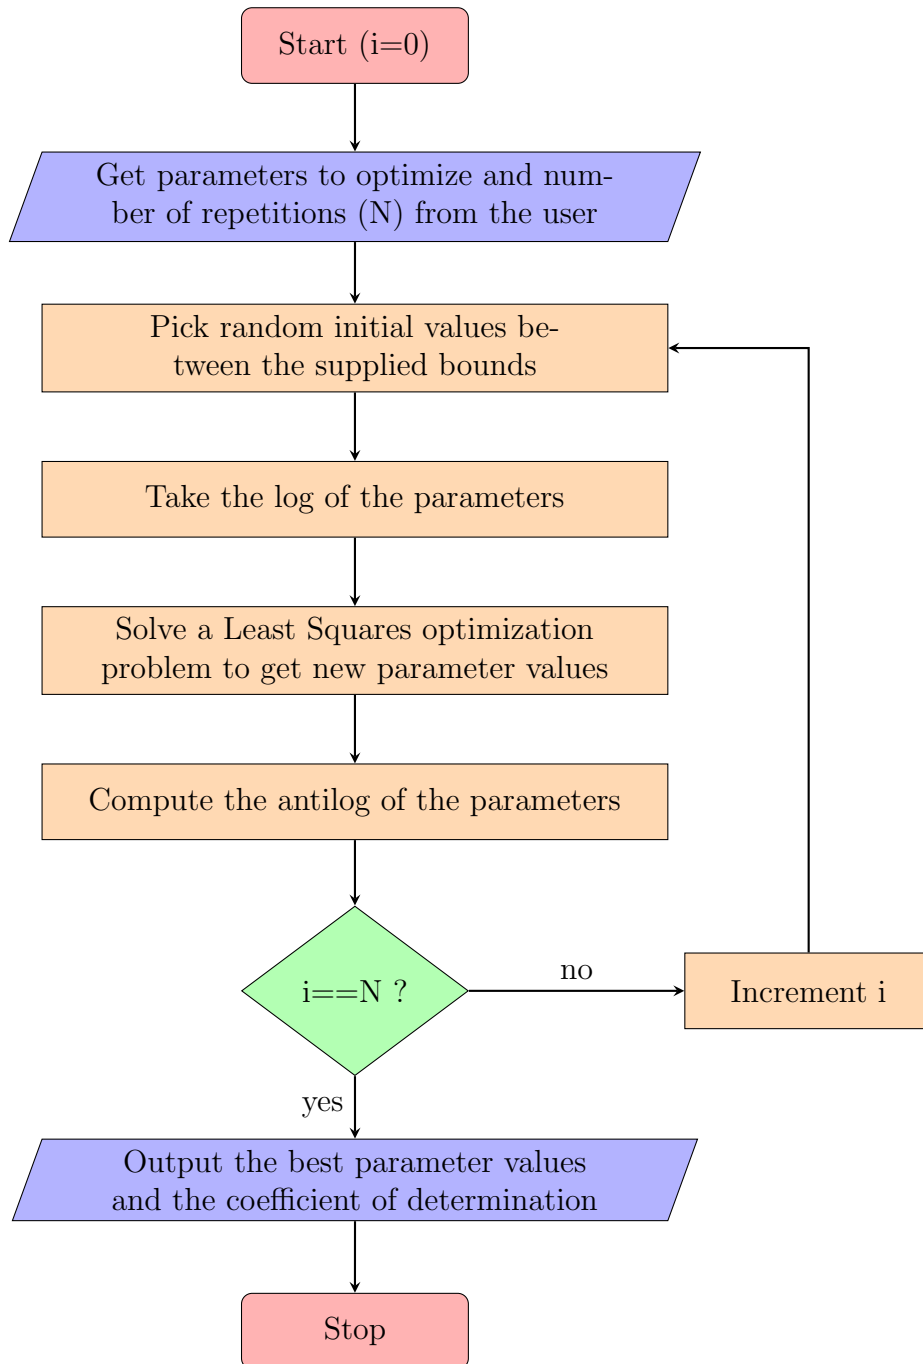 Start (i=0)
Get parameters to optimize and num-
ber of repetitions (N) from the user
Pick random initial values be-
tween the supplied bounds
Take the log of the parameters
Solve a Least Squares optimization
problem to get new parameter values
Compute the antilog of the parameters
i==N ?
no
Increment i
yes
Output the best parameter values
and the coefficient of determination
Stop